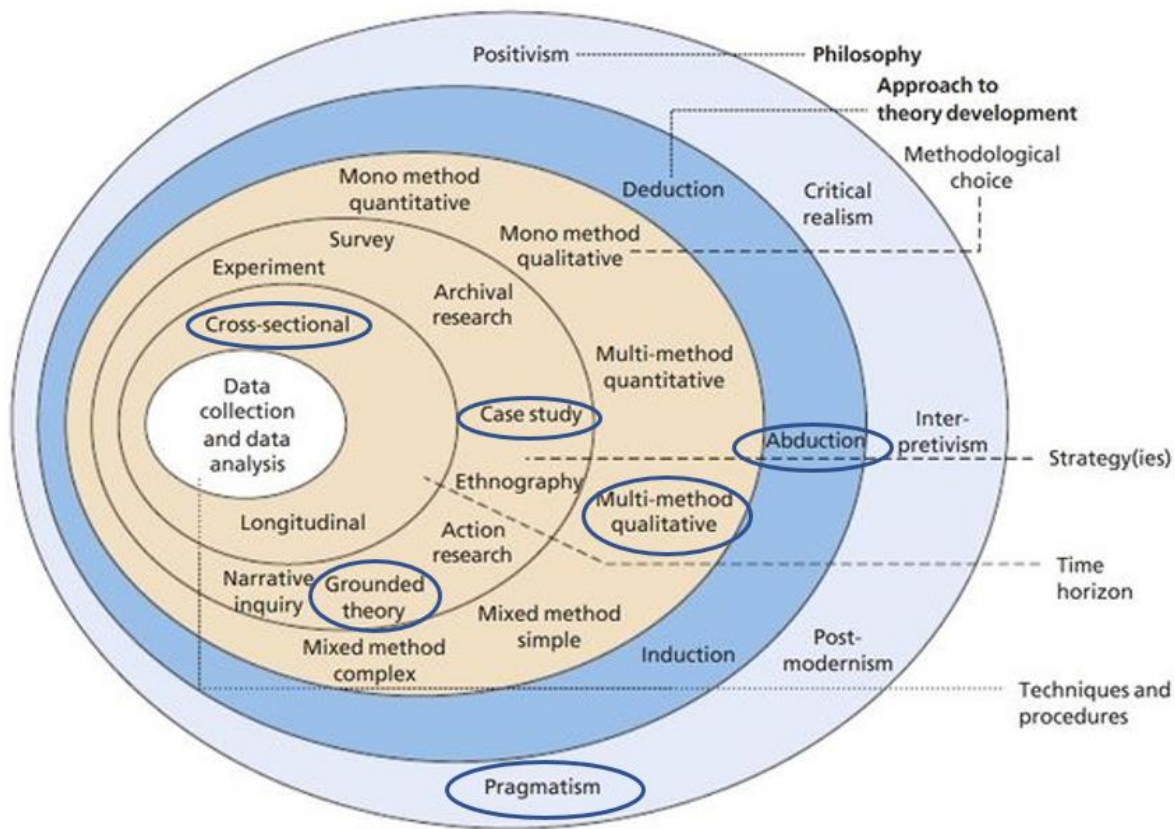 Positivism
Philosophy
Approach to
theory development
Methodological
choice
Mono method
quantitative
Deduction
Critical
realism
Survey
Mono method
qualitative
Experiment
Archival
research
Cross-sectional
Multi-method
quantitative
Data
collection
and data
analysis
Case study
Abduction
Inter-
pretivism
Strategy(ies)
Ethnography
Multi-method
qualitative
Longitudinal
Action
research
Time
horizon
Narrative
inquiry
Grounded
theory
Mixed method
simple
Mixed method
complex
Induction
Post-
modernism
Techniques and
procedures
Pragmatism